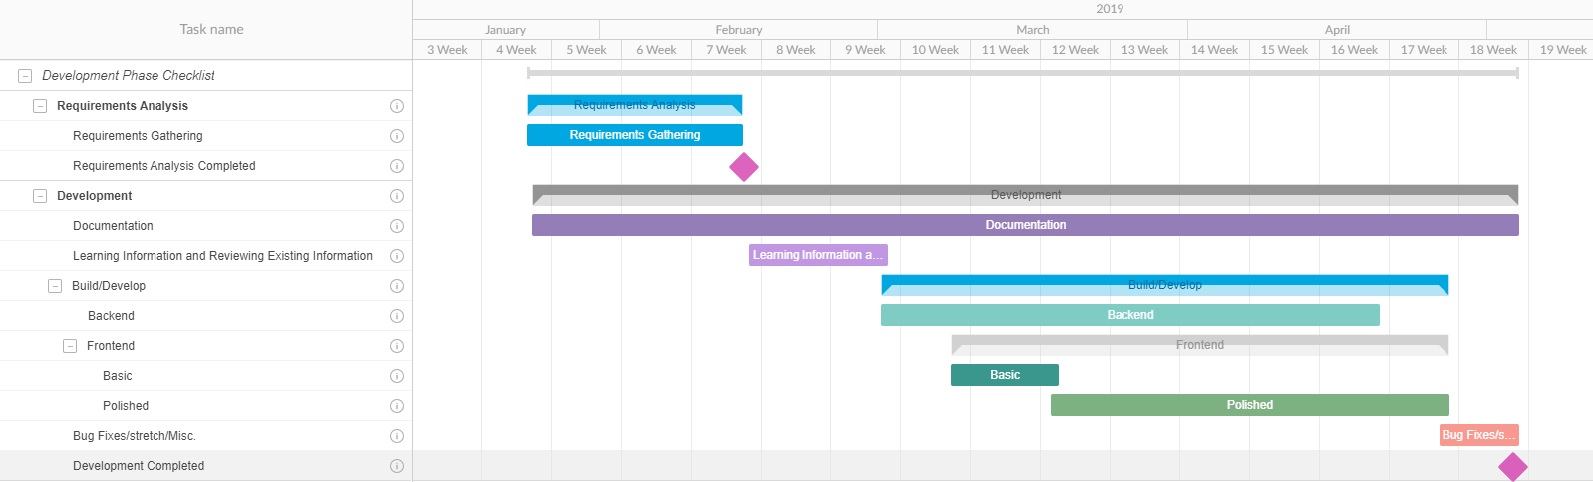 2019
Task name
January February March April
3 Week 4 Week 5 Week 6 Week 7 Week 8 Week 9 Week 10 Week 11 Week 12 Week 13 Week 14 Week 15 Week 16 Week 17 Week 18 Week 19 Week
Development Phase Checklist
Requirements Analysis Requirements Analysis
Requirements Gathering Requirements Gathering
Requirements Analysis Completed
Development Development
Documentation Documentation
Learning Information and Reviewing Existing Information Learning Information a...
Build/Develop Build/Develop
Backend Backend
Frontend Frontend
Basic Basic
Polished Polished
Bug Fixes/stretch/Misc. Bug Fixes/s...
Development Completed